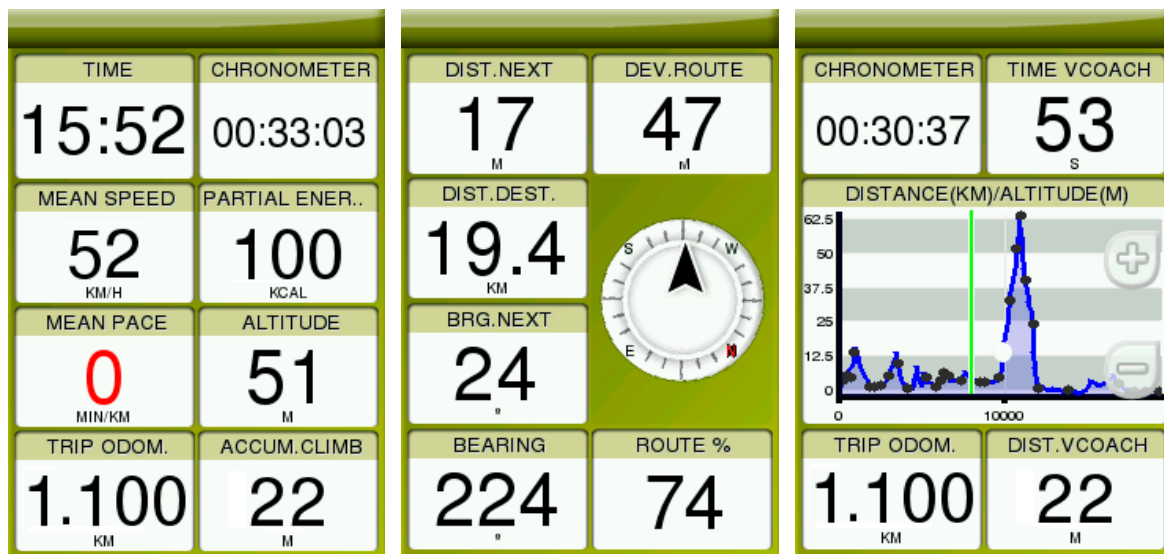 TIME CHRONOMETER
15:52 00:33:03
MEAN SPEED PARTIAL ENER..
52 100
KM/H KCAL
MEAN PACE ALTITUDE
0 51
MIN/KM M
TRIP ODOM. ACCUM.CLIMB
1.100 22
KM M
DIST.NEXT DEV.ROUTE
17 47
M M
DIST.DEST.
19.4
KM
S W
E N
BRG.NEXT
24
º
BEARING ROUTE %
224 74
º
CHRONOMETER TIME VCOACH
00:30:37 53
S
DISTANCE(KM)/ALTITUDE(M)
62.5
50
37.5
25
12.5
0
0 10000
TRIP ODOM. DIST.VCOACH
1.100 22
KM M